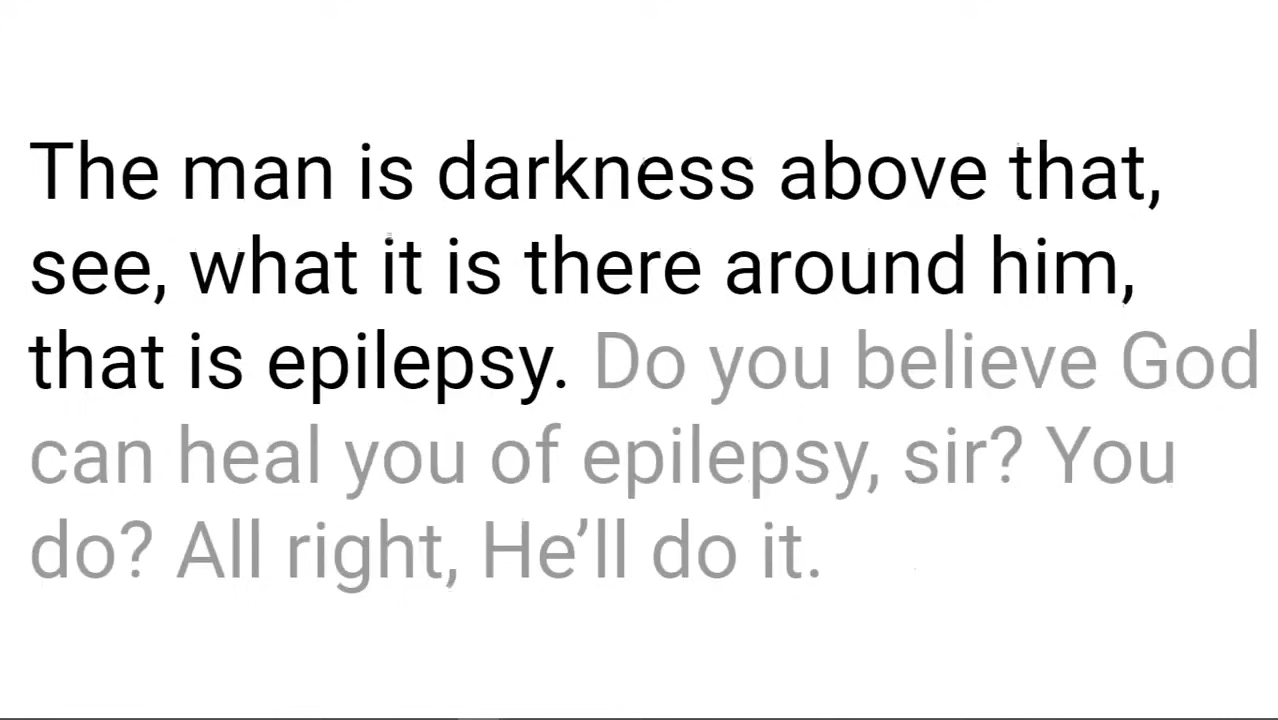 The man is darkness above that,
see, what it is there around him,
that is epilepsy. Do you believe God
can heal you of epilepsy, sir? You
do? All right, He’ll do it.